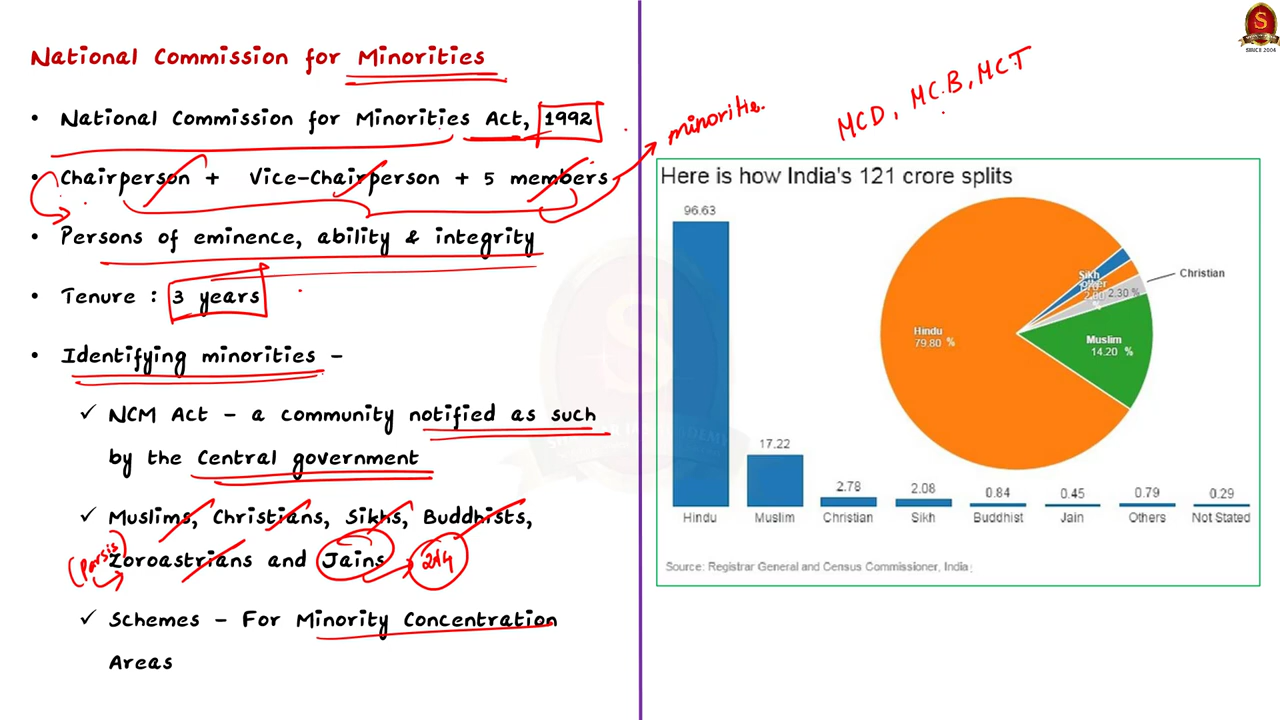 National Commission for Minorities
• National Commission for Minorities Act, 1992
• Chairperson + Vice-Chairperson + 5 members
• Persons of eminence, ability & integrity
• Tenure : 3 years
• Identifying minorities –
✓ NCM Act – a community notified as such
by the Central government
✓ Muslims, Christians, Sikhs, Buddhists,
(Parsis)
Zoroastrians and Jains
✓ Schemes – For Minority Concentration
Areas
MCD, MC.B, MCT
S
SINCE 2004
Here is how India's 121 crore splits
96.63
17.22
2.78
2.08
0.84
0.45
0.79
0.29
Hindu
Muslim
Christian
Sikh
Buddhist
Jain
Others
Not Stated
Sikh
Christian
2.30 %
Hindu
79.80 %
Muslim
14.20 %
Source: Registrar General and Census Commissioner, India